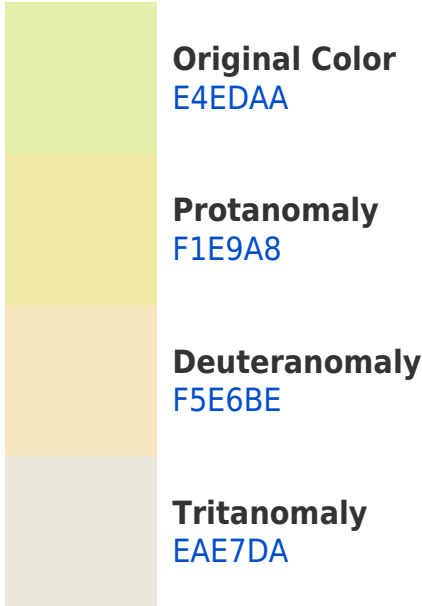 Original Color
E4EDAA
Protanomaly
F1E9A8
Deuteranomaly
F5E6BE
Tritanomaly
EAE7DA